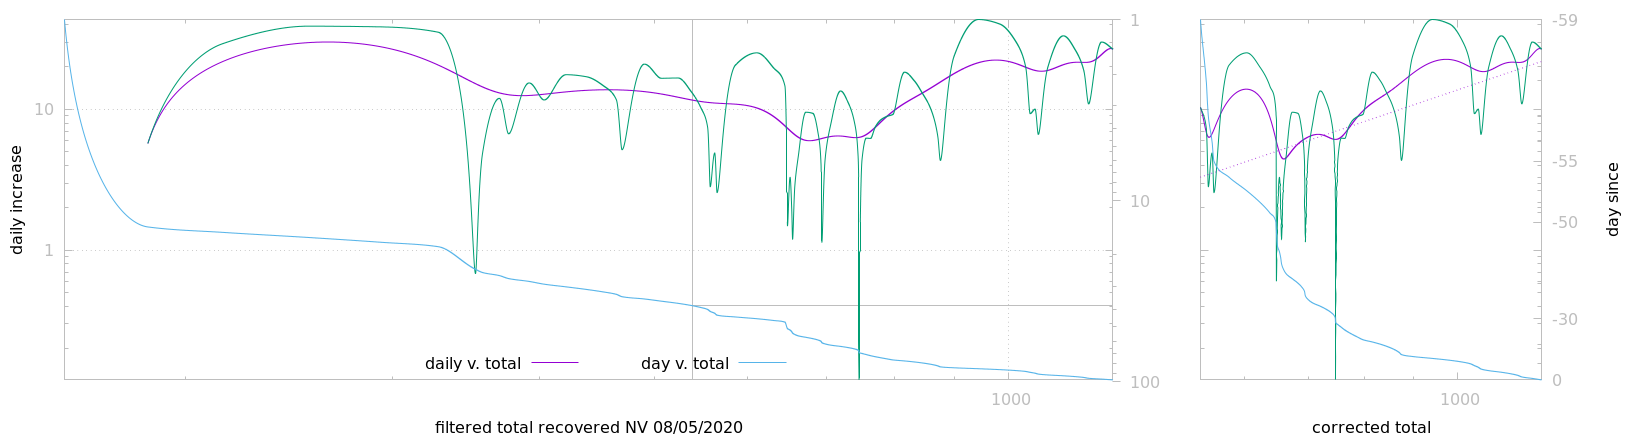 daily increase
10
1
daily v. total
day v. total
1
10
100
1000
filtered total recovered NV 08/05/2020
-59
-55
-50
-30
0
day since
1000
corrected total